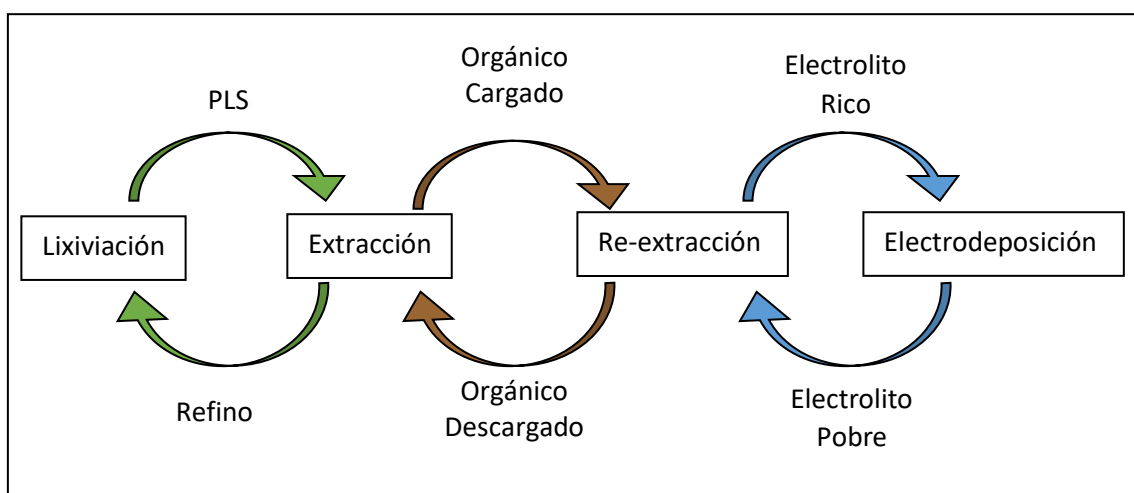 PLS
Orgánico
Cargado
Electrolito
Rico
Lixiviación
Extracción
Re-extracción
Electrodeposición
Refino
Orgánico
Descargado
Electrolito
Pobre